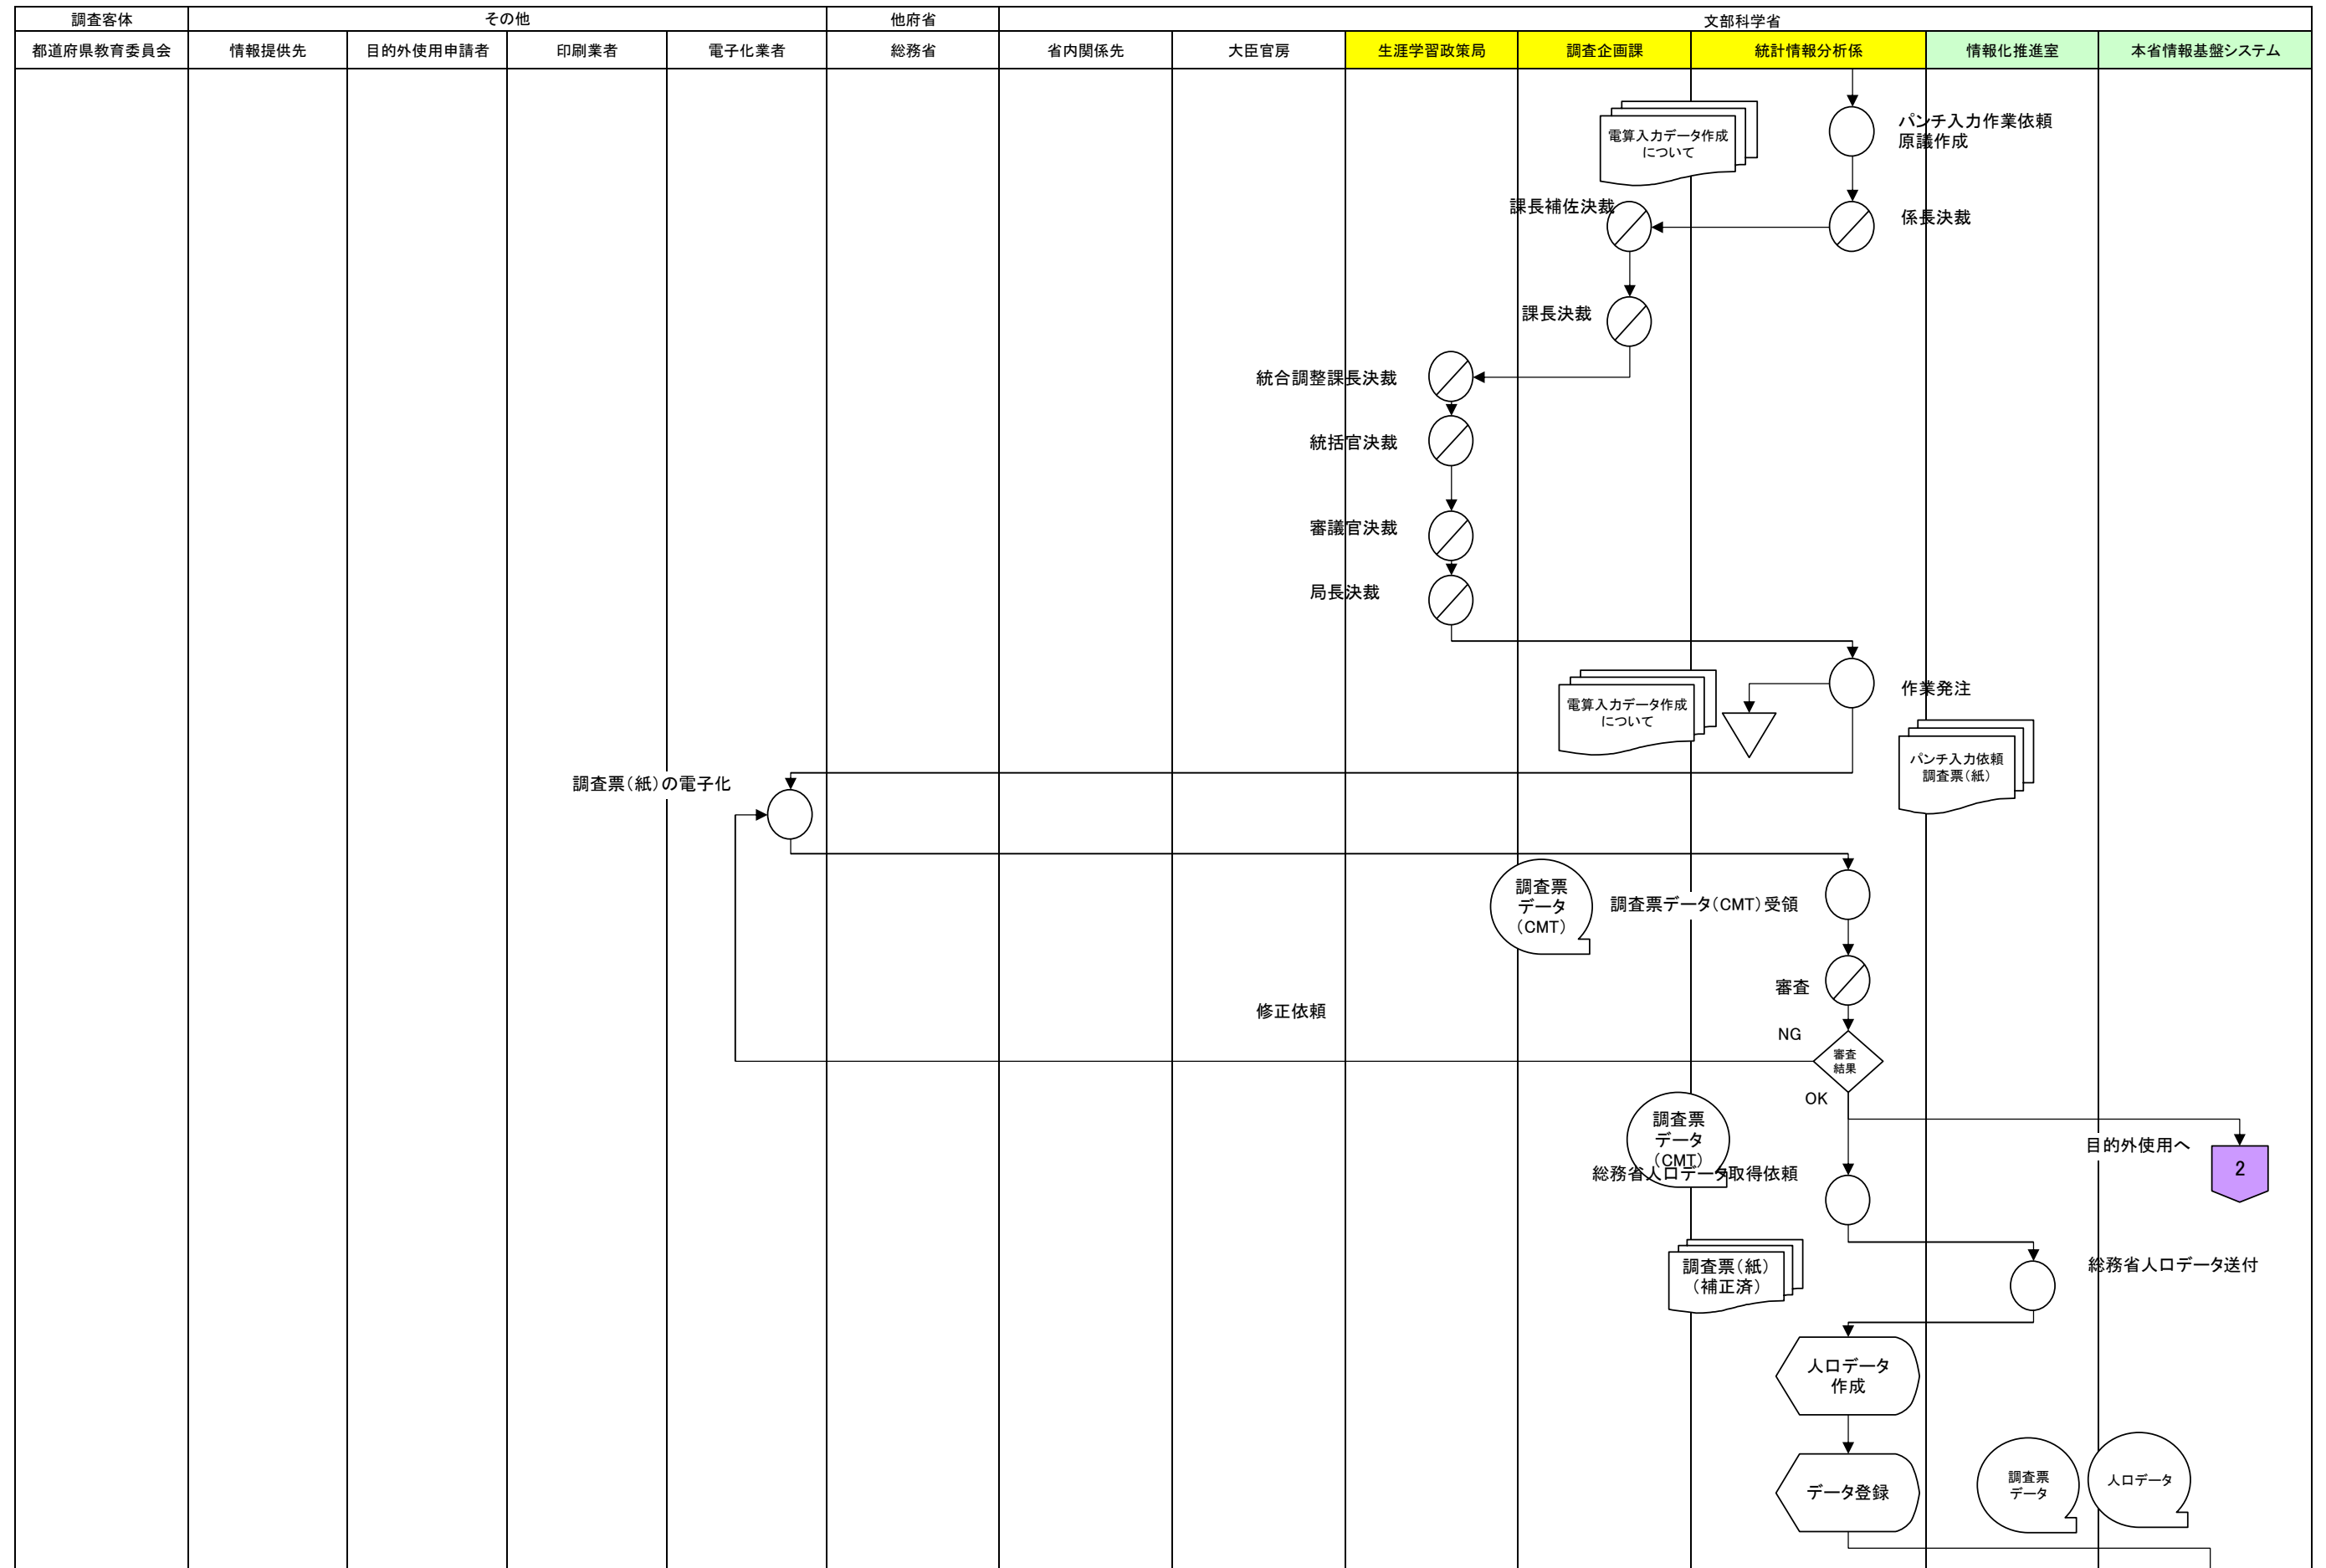 調査客体
その他
他府省
文部科学省
都道府県教育委員会
情報提供先
目的外使用申請者
印刷業者
電子化業者
総務省
省内関係先
大臣官房
生涯学習政策局
調査企画課
統計情報分析係
情報化推進室
本省情報基盤システム
電算入力データ作成
について
パンチ入力作業依頼
原議作成
課長補佐決裁
係長決裁
課長決裁
統合調整課長決裁
統括官決裁
審議官決裁
局長決裁
電算入力データ作成
について
作業発注
パンチ入力依頼
調査票（紙）
調査票（紙）の電子化
調査票
データ
（CMT）
調査票データ（CMT）受領
審査
修正依頼
NG
審査
結果
OK
調査票
データ
（CMT）
目的外使用へ
2
総務省人口データ取得依頼
調査票（紙）
（補正済）
総務省人口データ送付
人口データ
作成
データ登録
調査票
データ
人口データ